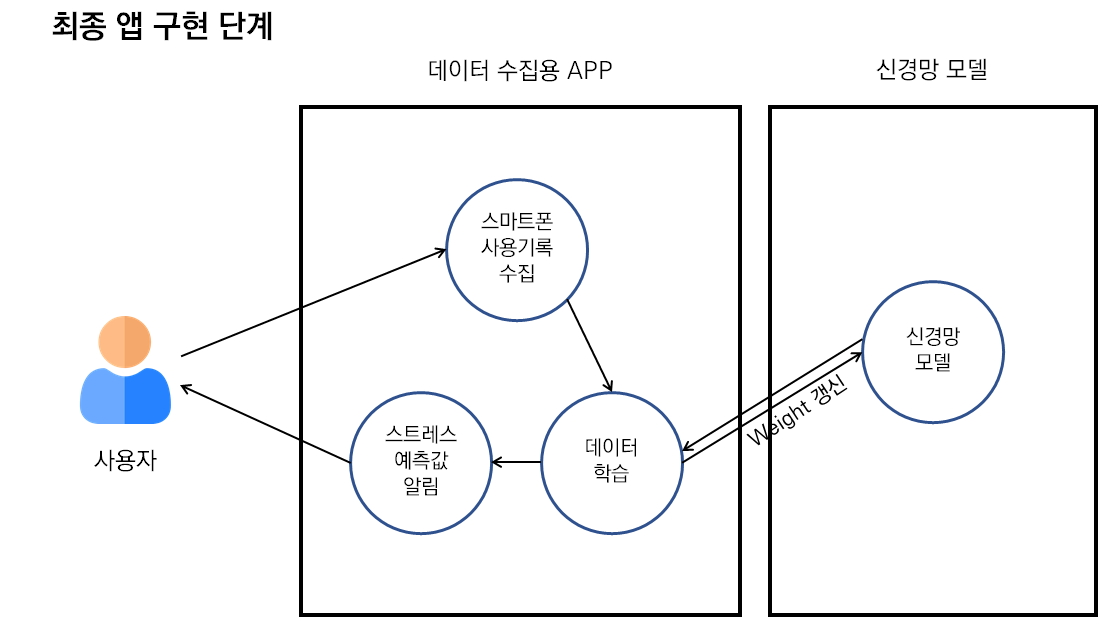 최종 앱 구현 단계
데이터 수집용 APP
신경망 모델
스마트폰
사용기록
수집
신경망
모델
Weight 갱신
스트레스
예측값
알림
데이터
학습
사용자